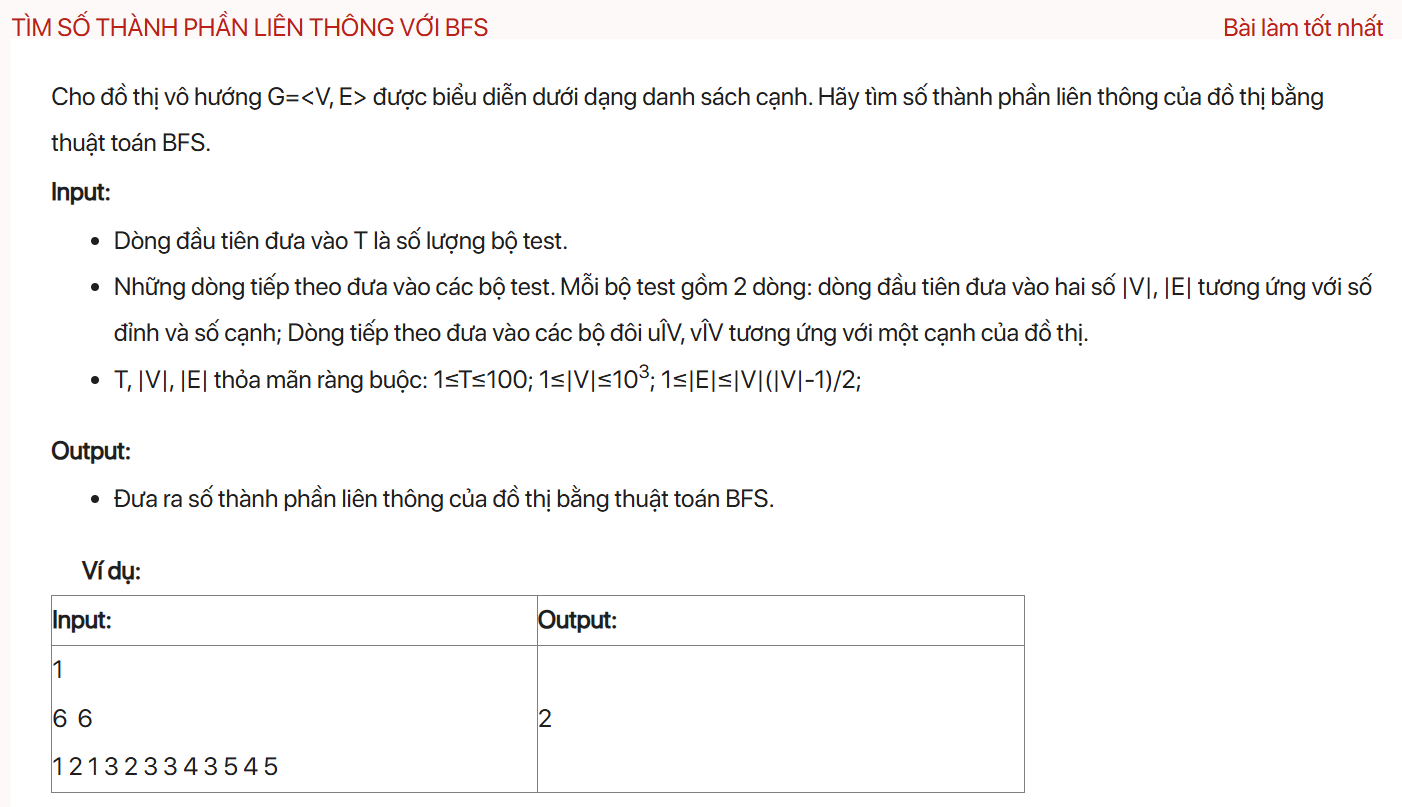 TÌM SỐ THÀNH PHẦN LIÊN THÔNG VỚI BFS
Bài làm tốt nhất
Cho đồ thị vô hướng G=<V, E> được biểu diễn dưới dạng danh sách cạnh. Hãy tìm số thành phần liên thông của đồ thị bằng
thuật toán BFS.
Input:
• Dòng đầu tiên đưa vào T là số lượng bộ test.
• Những dòng tiếp theo đưa vào các bộ test. Mỗi bộ test gồm 2 dòng: dòng đầu tiên đưa vào hai số |V|, |E| tương ứng với số
đỉnh và số cạnh; Dòng tiếp theo đưa vào các bộ đôi uÎV, vÎV tương ứng với một cạnh của đồ thị.
• T, |V|, |E| thỏa mãn ràng buộc: 1≤T≤100; 1≤|V|≤10³; 1≤|E|≤|V|(|V|-1)/2;
Output:
• Đưa ra số thành phần liên thông của đồ thị bằng thuật toán BFS.
Ví dụ:
Input:
Output:
1
6 6
1 2 1 3 2 3 3 4 3 5 4 5
2